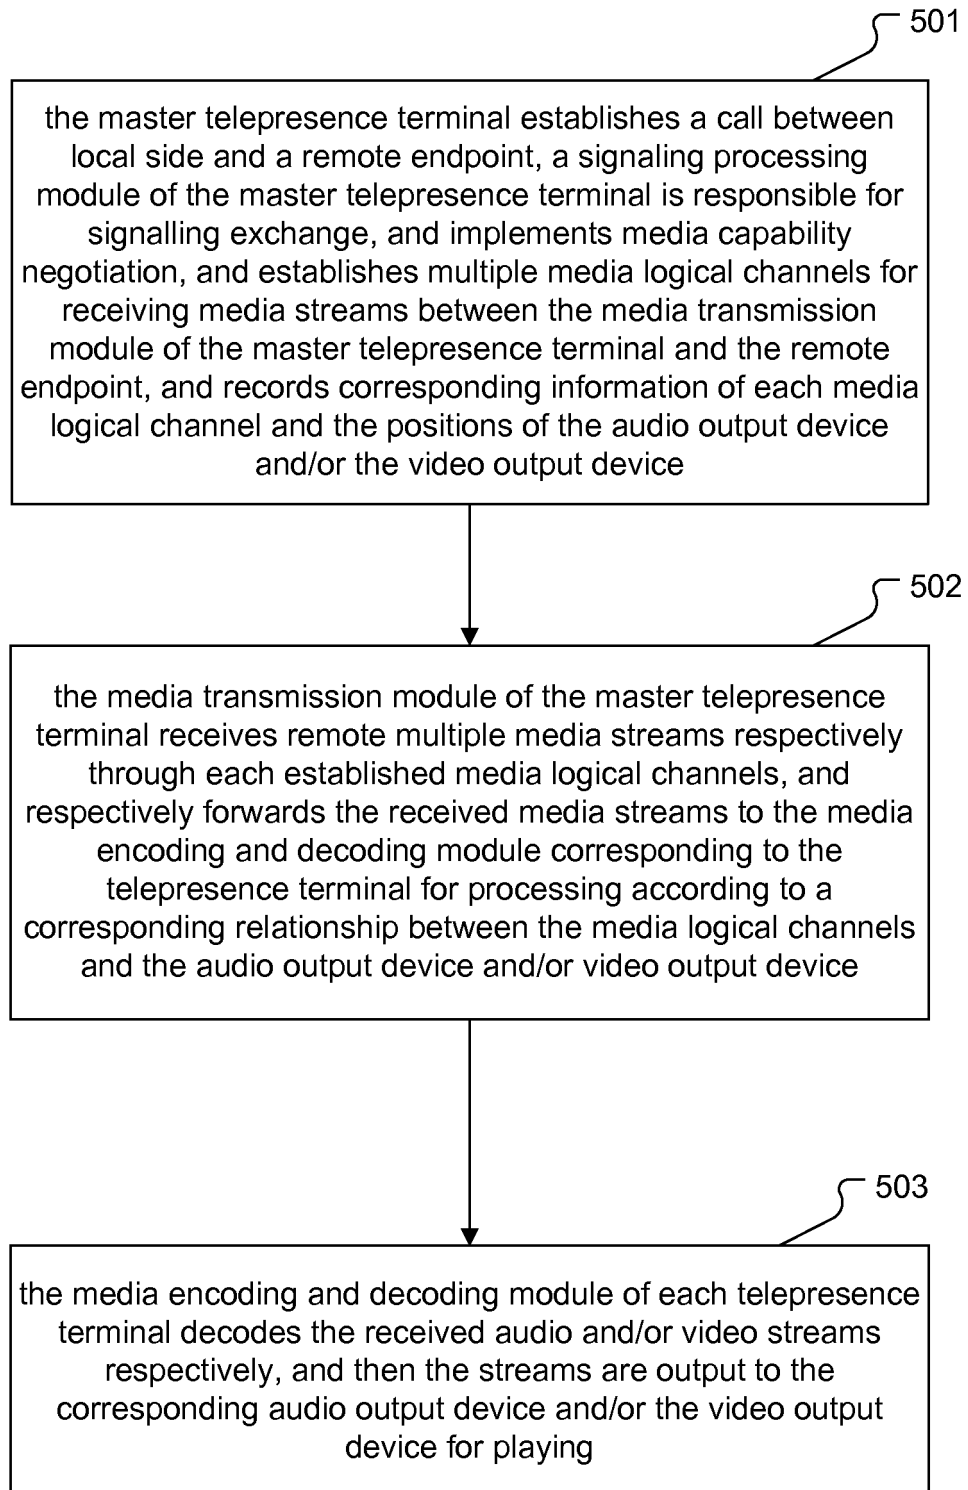 501
the master telepresence terminal establishes a call between
local side and a remote endpoint, a signaling processing
module of the master telepresence terminal is responsible for
signalling exchange, and implements media capability
negotiation, and establishes multiple media logical channels for
receiving media streams between the media transmission
module of the master telepresence terminal and the remote
endpoint, and records corresponding information of each media
logical channel and the positions of the audio output device
and/or the video output device
502
the media transmission module of the master telepresence
terminal receives remote multiple media streams respectively
through each established media logical channels, and
respectively forwards the received media streams to the media
encoding and decoding module corresponding to the
telepresence terminal for processing according to a
corresponding relationship between the media logical channels
and the audio output device and/or video output device
503
the media encoding and decoding module of each telepresence
terminal decodes the received audio and/or video streams
respectively, and then the streams are output to the
corresponding audio output device and/or the video output
device for playing